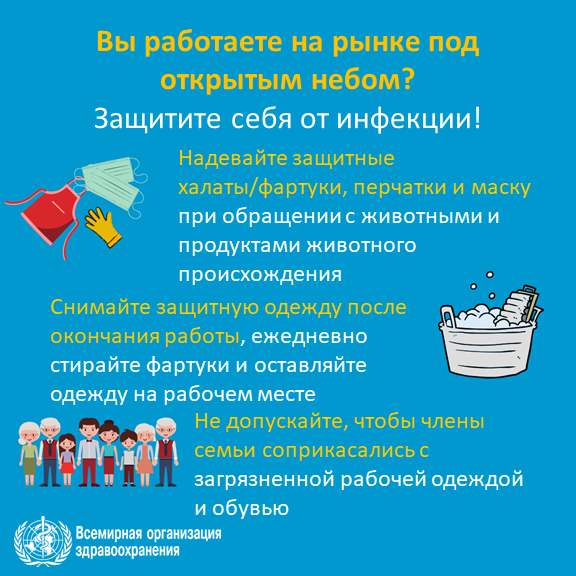 Вы работаете на рынке под
открытым небом?
Защитите себя от инфекции!
Надевайте защитные
халаты/фартуки, перчатки и маску
при обращении с животными и
продуктами животного
происхождения
Снимайте защитную одежду после
окончания работы, ежедневно
стирайте фартуки и оставляйте
одежду на рабочем месте
Не допускайте, чтобы члены
семьи соприкасались с
загрязненной рабочей одеждой
и обувью
Всемирная организация
здравоохранения